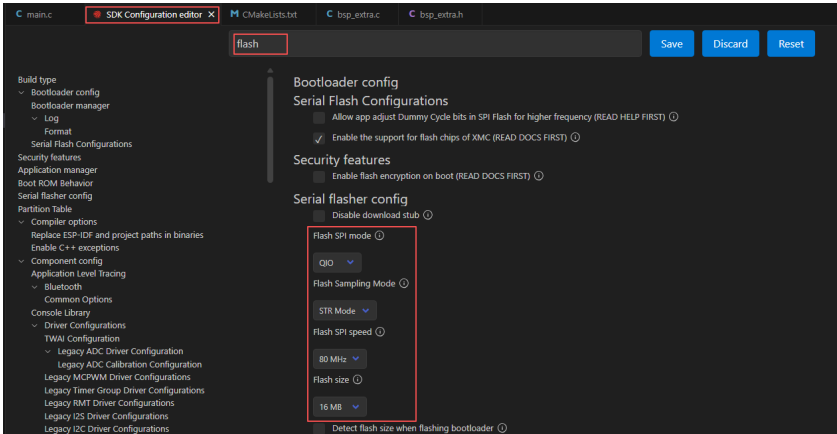 main.c
SDK Configuration editor
CMakeLists.txt
bsp_extra.c
bsp_extra.h
flash
Save
Discard
Reset
Build type
Bootloader config
Bootloader manager
Log
Format
Serial Flash Configurations
Security features
Application manager
Boot ROM Behavior
Serial flasher config
Partition Table
Compiler options
Replace ESP-IDF and project paths in binaries
Enable C++ exceptions
Component config
Application Level Tracing
Bluetooth
Common Options
Console Library
Driver Configurations
TWAI Configuration
Legacy ADC Driver Configuration
Legacy ADC Calibration Configuration
Legacy MCPWM Driver Configurations
Legacy Timer Group Driver Configurations
Legacy RMT Driver Configurations
Legacy I2S Driver Configurations
Legacy I2C Driver Configurations
Bootloader config
Serial Flash Configurations
Allow app adjust Dummy Cycle bits in SPI Flash for higher frequency (READ HELP FIRST)
Enable the support for flash chips of XMC (READ DOCS FIRST)
Security features
Enable flash encryption on boot (READ DOCS FIRST)
Serial flasher config
Disable download stub
Flash SPI mode
QIO
Flash Sampling Mode
STR Mode
Flash SPI speed
80 MHz
Flash size
16 MB
Detect flash size when flashing bootloader